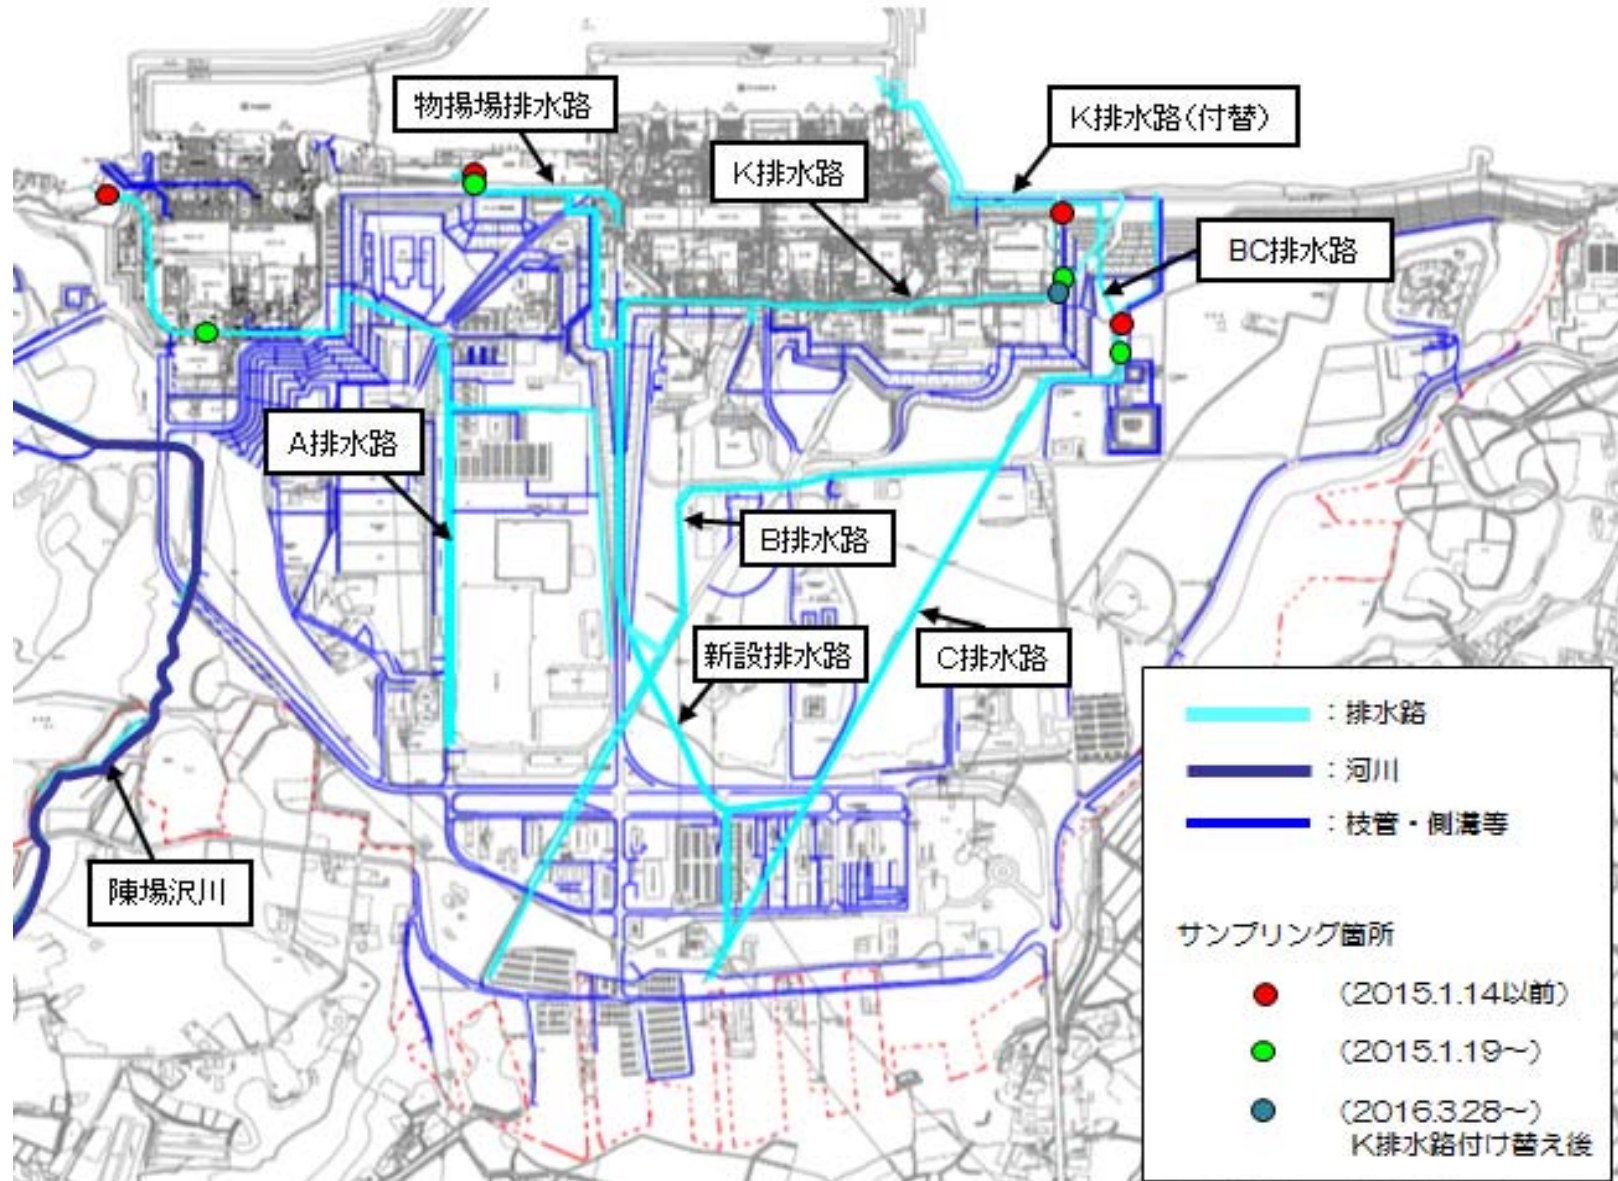 物揚場排水路
K排水路(付替)
K排水路
BC排水路
A排水路
B排水路
新設排水路
C排水路
陳場沢川
：排水路
：河川
：枝管・側溝等
サンプリング箇所
（2015.1.14以前）
（2015.1.19～）
（2016.3.28～）
K排水路付け替え後